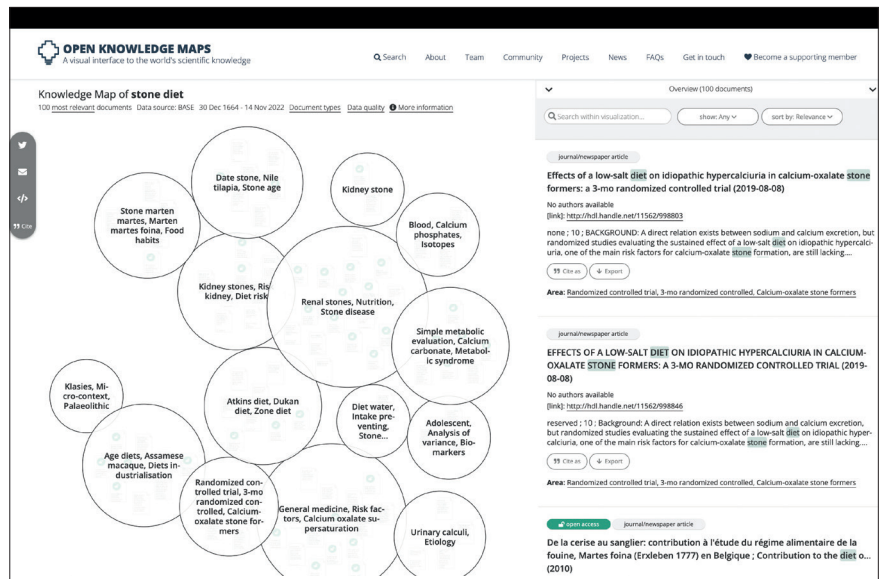 OPEN KNOWLEDGE MAPS
A visual interface to the world's scientific knowledge
Search About Team Community Projects News FAQs Get in touch Become a supporting member
Knowledge Map of stone diet
100 most relevant documents Data source: BASE 30 Dec 1664 - 14 Nov 2022 Document types Data quality More information
Cite
Date stone, Nile
tilapia, Stone age
Kidney stone
Stone marten
martes, Marten
martes foina, Food
habits
Blood, Calcium
phosphates,
Isotopes
Kidney stones, Ris
kidney, Diet risk
Renal stones, Nutrition,
Stone disease
Simple metabolic
evaluation, Calcium
carbonate, Metabol-
ic syndrome
Klasies, Mi-
cro-context,
Palaeolithic
Atkins diet, Dukan
diet, Zone diet
Diet water,
Intake pre-
venting,
Stone...
Adolescent,
Analysis of
variance, Bio-
markers
Age diets, Assamese
macaque, Diets in-
dustrialisation
Randomized con-
trolled trial, 3-mo
randomized con-
trolled, Calcium-
oxalate stone for-
mers
General medicine, Risk fac-
tors, Calcium oxalate su-
persaturation
Urinary calculi,
Etiology
Overview (100 documents)
Search within visualization...
show: Any
sort by: Relevance
journal/newspaper article
Effects of a low-salt diet on idiopathic hypercalciuria in calcium-oxalate stone
formers: a 3-mo randomized controlled trial (2019-08-08)
No authors available
[link]: http://hdl.handle.net/11562/998803
none ; 10 ; BACKGROUND: A direct relation exists between sodium and calcium excretion, but
randomized studies evaluating the sustained effect of a low-salt diet on idiopathic hypercalci-
uria, one of the main risk factors for calcium-oxalate stone formation, are still lacking....
Cite as
Export
Area: Randomized controlled trial, 3-mo randomized controlled, Calcium-oxalate stone formers
journal/newspaper article
EFFECTS OF A LOW-SALT DIET ON IDIOPATHIC HYPERCALCIURIA IN CALCIUM-
OXALATE STONE FORMERS: A 3-MO RANDOMIZED CONTROLLED TRIAL (2019-
08-08)
No authors available
[link]: http://hdl.handle.net/11562/998846
reserved ; 10 ; Background: A direct relation exists between sodium and calcium excretion,
but randomized studies evaluating the sustained effect of a low-salt diet on idiopathic hyper-
calciuria, one of the main risk factors for calcium-oxalate stone formation, are still lacking....
Cite as
Export
Area: Randomized controlled trial, 3-mo randomized controlled, Calcium-oxalate stone formers
open access
journal/newspaper article
De la cerise au sanglier: contribution à l'étude du régime alimentaire de la
fouine, Martes foina (Erxleben 1777) en Belgique ; Contribution to the diet o...
(2010)